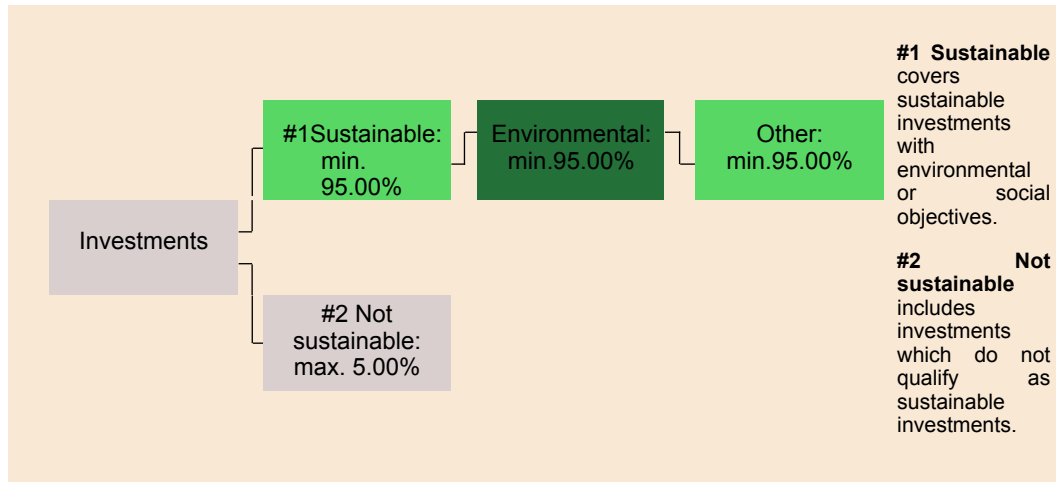 Investments
#1Sustainable:
min.
95.00%
Environmental:
min.95.00%
Other:
min.95.00%
#2 Not
sustainable:
max. 5.00%
#1 Sustainable
covers
sustainable
investments
with
environmental
or social
objectives.
#2 Not
sustainable
includes
investments
which do not
qualify as
sustainable
investments.